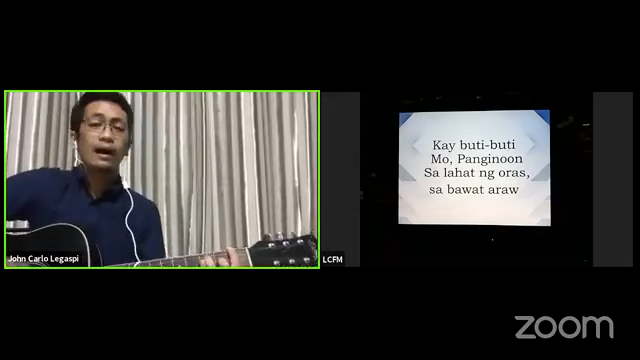 Kay buti-buti
Mo, Panginoon
Sa lahat ng oras,
sa bawat araw
John Carlo Legaspi
LCFM
zoom